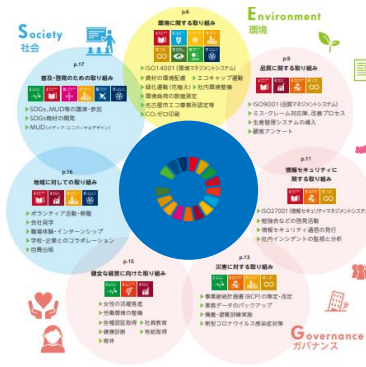 Society
社会
Environment
環境
p.6
環境に関する取り組み
▶ISO14001(環境マネジメントシステム)
▶資材の環境配慮 ▶エコキャップ運動
▶緑化運動(花植え) ▶社内環境整備
▶環境負荷の数値測定
▶名古屋市エコ事業所認定等
▶CO₂ゼロ印刷
p.9
品質に関する取り組み
▶ISO9001(品質マネジメントシステム)
▶ミス・クレーム対応等、改善プロセス
▶生産管理システムの導入
▶顧客アンケート
p.11
情報セキュリティに
関する取り組み
▶ISO27001(情報セキュリティマネジメントシステム)
▶勉強会などの啓発活動
▶情報セキュリティ通信の発行
▶社内インシデントの監視と分析
p.13
災害に対する取り組み
▶事業継続計画書(BCP)の策定・改定
▶業務データのバックアップ
▶備蓄・避難訓練実施
▶新型コロナウイルス感染症対策
Governance
ガバナンス
p.15
健全な経営に向けた取り組み
▶女性の活躍推進
▶労働環境の整備
▶各種認証取得 ▶社員教育
▶健康診断 ▶有給取得
▶育休
p.16
地域に対しての取り組み
▶ボランティア活動・寄贈
▶会社見学
▶職場体験・インターンシップ
▶学校・企業とのコラボレーション
▶自費出版
p.17
普及・啓発のための取り組み
▶SDGs、MUD等の講演・参加
▶SDGs商材の開発
▶MUD(メディア・ユニバーサルデザイン)